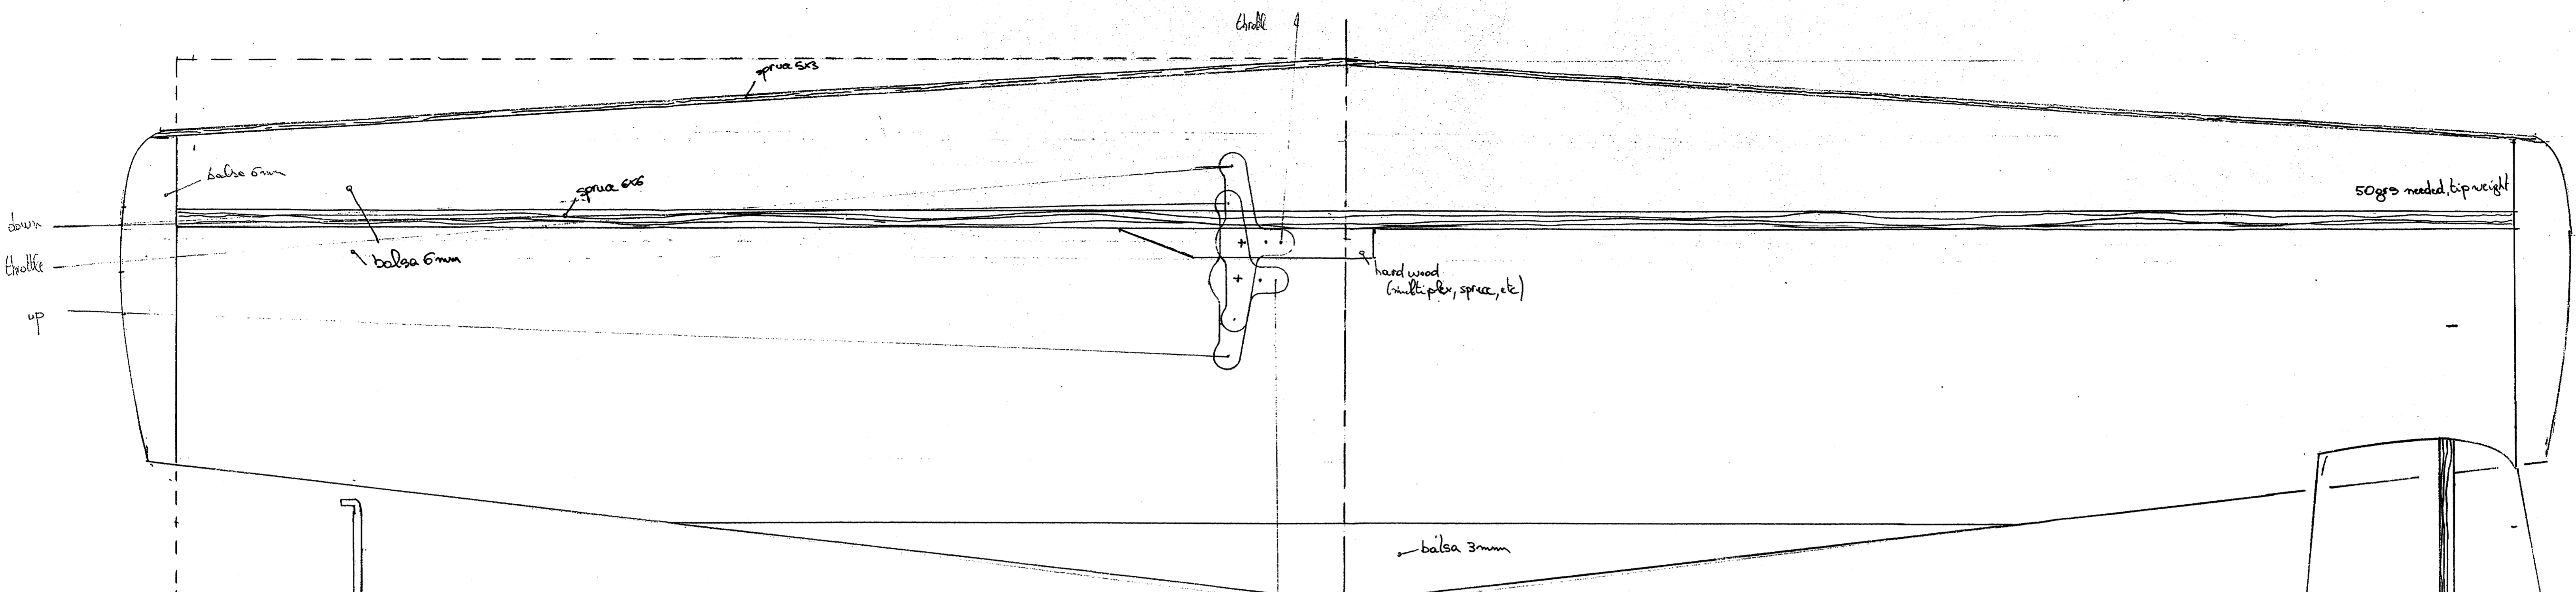 throttle
spruce 5x3
balsa 6mm
spruce 6x6
50grs needed, tip weight
down
throttle
balsa 6mm
hard wood
(multiplex, spruce, etc)
up
balsa 3mm